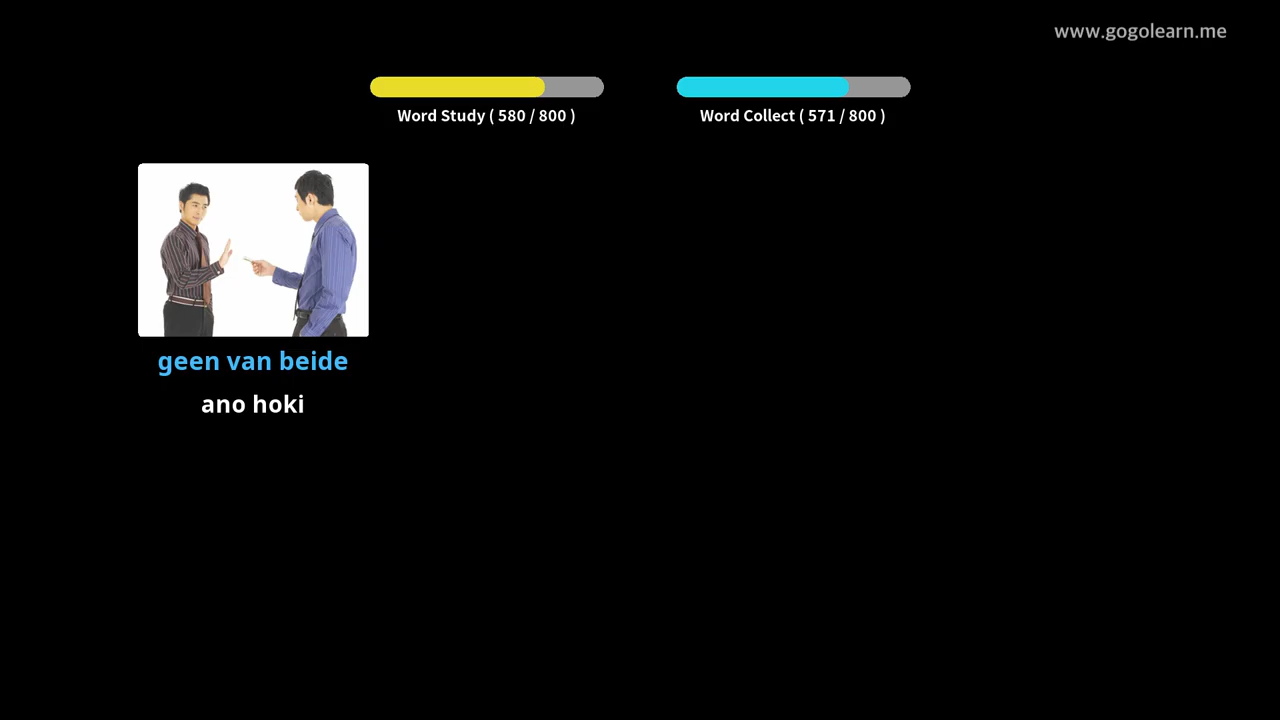 www.gogolearn.me
Word Study ( 580 / 800 )
Word Collect ( 571 / 800 )
geen van beide
ano hoki